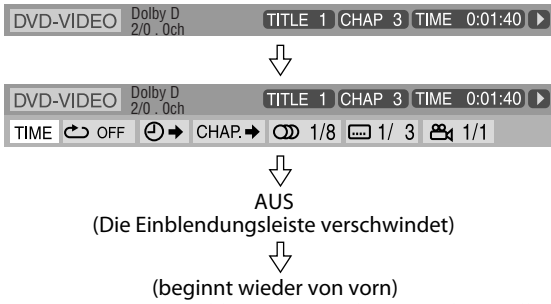 DVD-VIDEO Dolby D 2/0 . 0ch TITLE 1 CHAP 3 TIME 0:01:40
DVD-VIDEO Dolby D 2/0 . 0ch TITLE 1 CHAP 3 TIME 0:01:40
TIME OFF CHAP. 1/8 1/ 3 1/1
AUS
(Die Einblendungsleiste verschwindet)
(beginnt wieder von vorn)